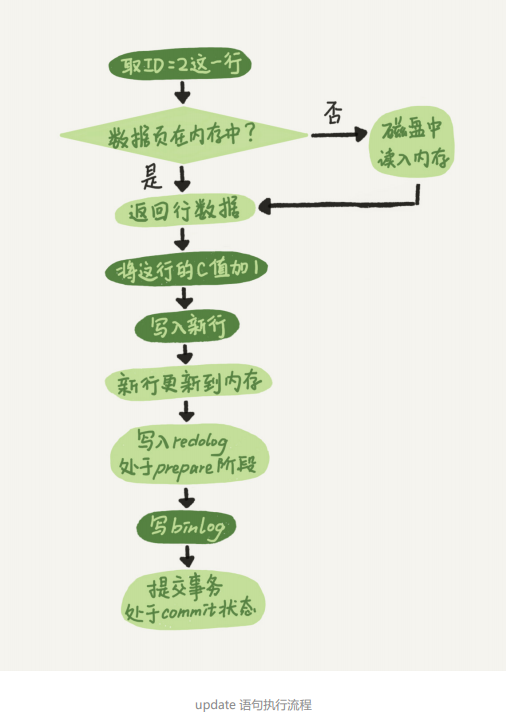 取ID=2这一行
数据页在内存中？
否
磁盘中
读入内存
是
返回行数据
将这行的C值加1
写入新行
新行更新到内存
写入redolog
处于prepare阶段
写binlog
提交事务
处于commit状态
update 语句执行流程